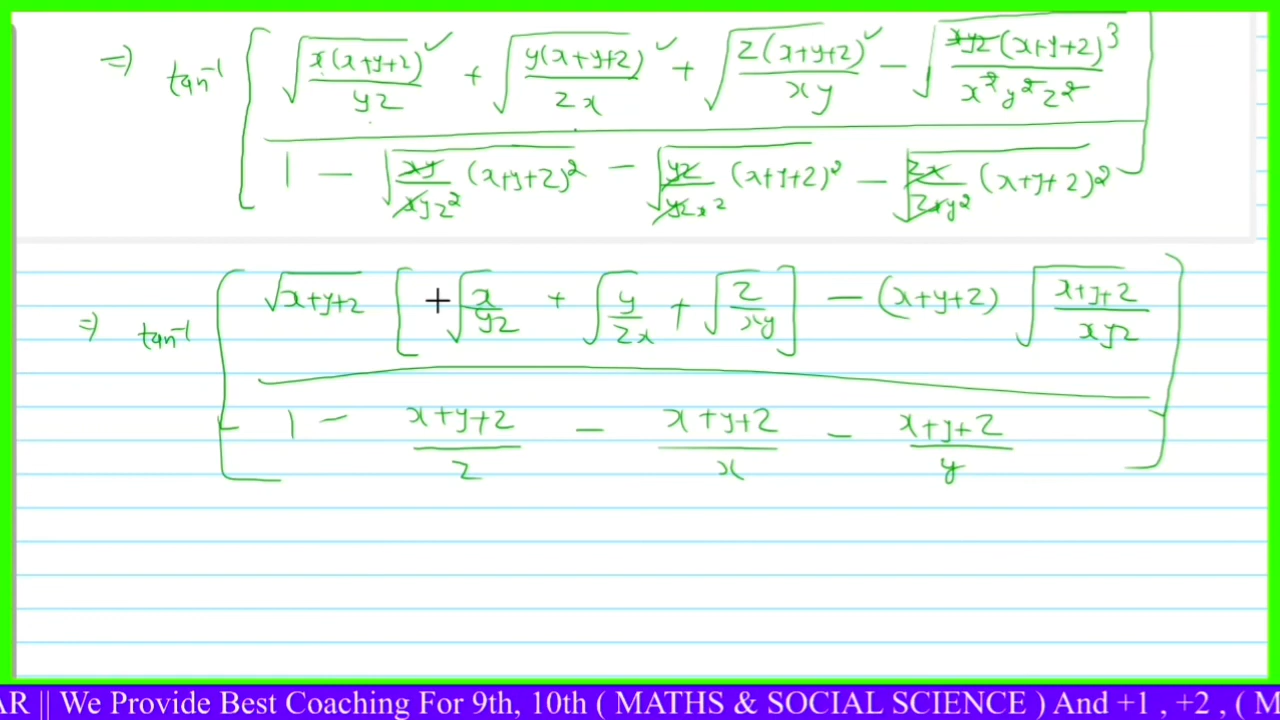 =) tan⁻¹ [ √(x(x+y+z)/yz) + √(y(x+y+z)/zx) + √(z(x+y+z)/xy) − √(xyz(x+y+z)³/x²y²z²)
1 − √(xy/xyz² (x+y+z)²) − √(yz/yzx² (x+y+z)²) − √(zx/zxy² (x+y+z)²) ]
=) tan⁻¹ [ √x+y+z [ √(x/yz) + √(y/zx) + √(z/xy) ] − (x+y+z) √(x+y+z/xyz)
1 − x+y+z/z − x+y+z/x − x+y+z/y ]
AR || We Provide Best Coaching For 9th, 10th ( MATHS & SOCIAL SCIENCE ) And +1 , +2 , ( M